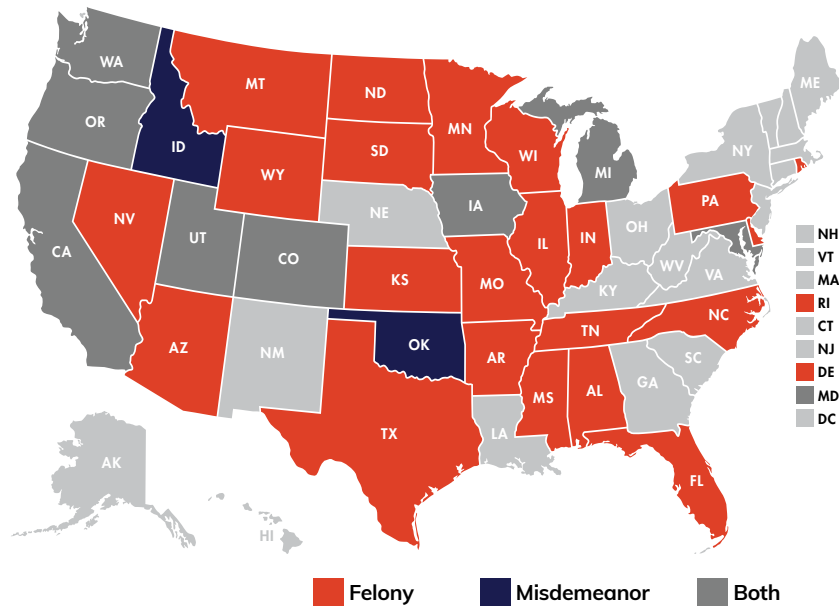 ME
WA
MT
ND
MN
OR
NY
ID
SD
WI
MI
WY
PA
NE
IA
OH
NV
IL
IN
UT
CO
WV
VA
CA
KS
MO
KY
NC
TN
AZ
NM
OK
AR
SC
MS
AL
GA
TX
LA
AK
FL
HI
NH
VT
MA
RI
CT
NJ
DE
MD
DC
Felony
Misdemeanor
Both